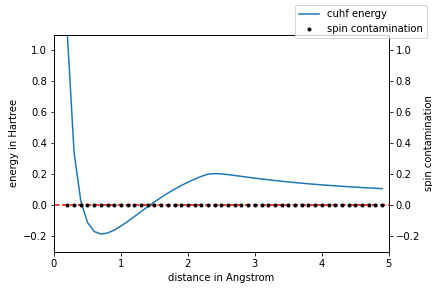 cuhf energy
spin contamination
energy in Hartree
1.0
0.8
0.6
0.4
0.2
0.0
−0.2
1.0
0.8
0.6
0.4
0.2
0.0
−0.2
spin contamination
0 1 2 3 4 5
distance in Angstrom